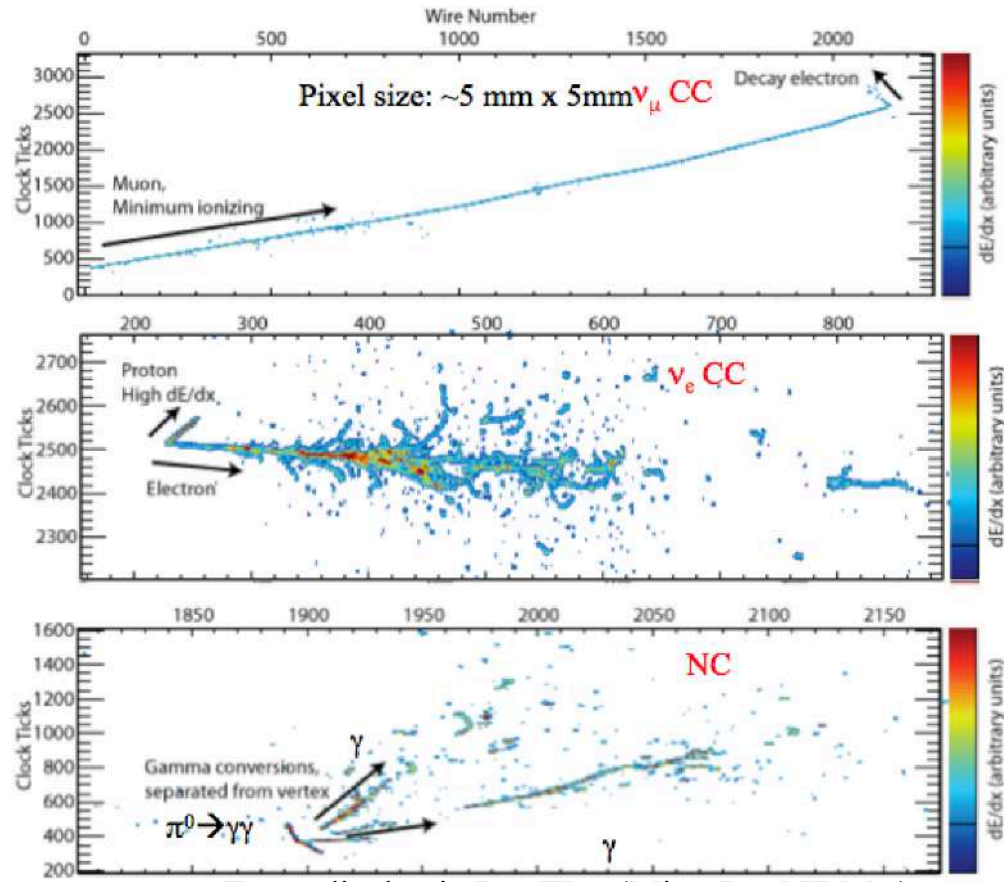 Wire Number
0 500 1000 1500 2000
3000
2500
2000
1500
1000
500
0
Clock Ticks
Pixel size: ~5 mm x 5mm νμ CC
Decay electron
Muon,
Minimum ionizing
dE/dx (arbitrary units)
200 300 400 500 600 700 800
2700
2600
2500
2400
2300
Clock Ticks
Proton
High dE/dx
νe CC
Electron
dE/dx (arbitrary units)
1850 1900 1950 2000 2050 2100 2150
1600
1400
1200
1000
800
600
400
200
Clock Ticks
NC
γ
Gamma conversions,
separated from vertex
π0→γγ
γ
dE/dx (arbitrary units)